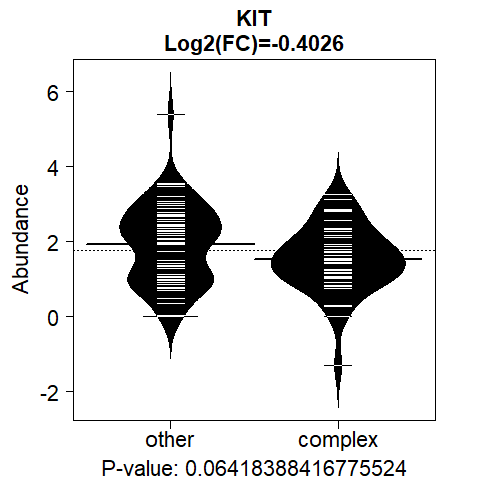 KIT
Log2(FC)=-0.4026
Abundance
6
4
2
0
-2
other complex
P-value: 0.06418388416775524